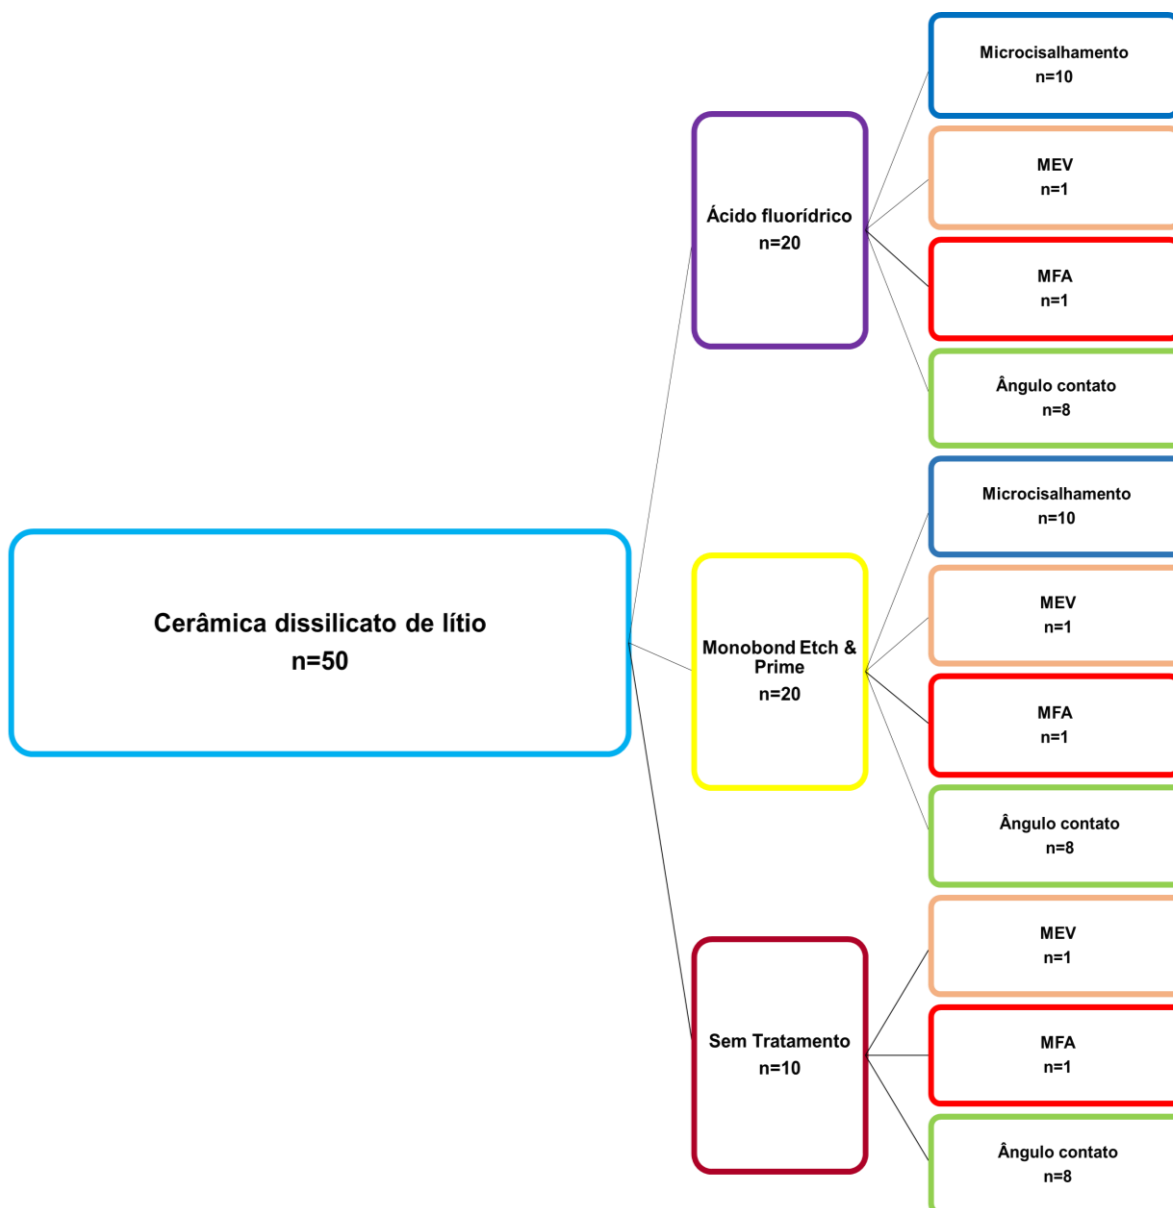 Cerâmica dissilicato de lítio
n=50
Ácido fluorídrico
n=20
Microcisalhamento
n=10
MEV
n=1
MFA
n=1
Ângulo contato
n=8
Monobond Etch &
Prime
n=20
Microcisalhamento
n=10
MEV
n=1
MFA
n=1
Ângulo contato
n=8
Sem Tratamento
n=10
MEV
n=1
MFA
n=1
Ângulo contato
n=8